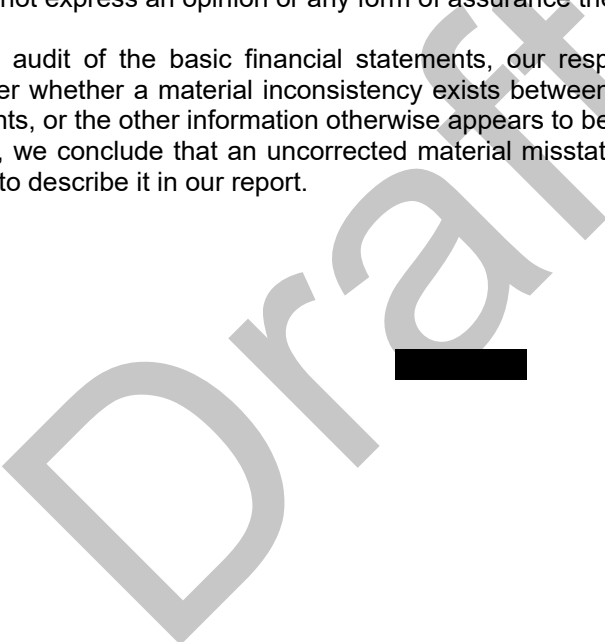 not express an opinion or any form of assurance the
audit of the basic financial statements, our resp
er whether a material inconsistency exists between
nts, or the other information otherwise appears to be
, we conclude that an uncorrected material misstat
to describe it in our report.
Draft